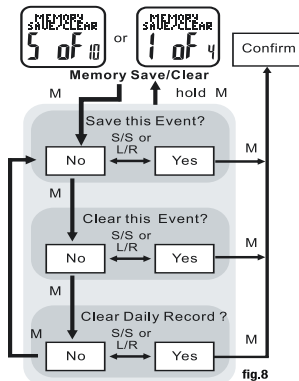 MEMORY
SAVE/CLEAR
5 oF 10
or
MEMORY
SAVE/CLEAR
1 oF 4
Confirm
Memory Save/Clear
M
hold M
Save this Event?
No
S/S or
L/R
Yes
M
M
Clear this Event?
No
S/S or
L/R
Yes
M
M
Clear Daily Record ?
M
No
S/S or
L/R
Yes
M
fig.8